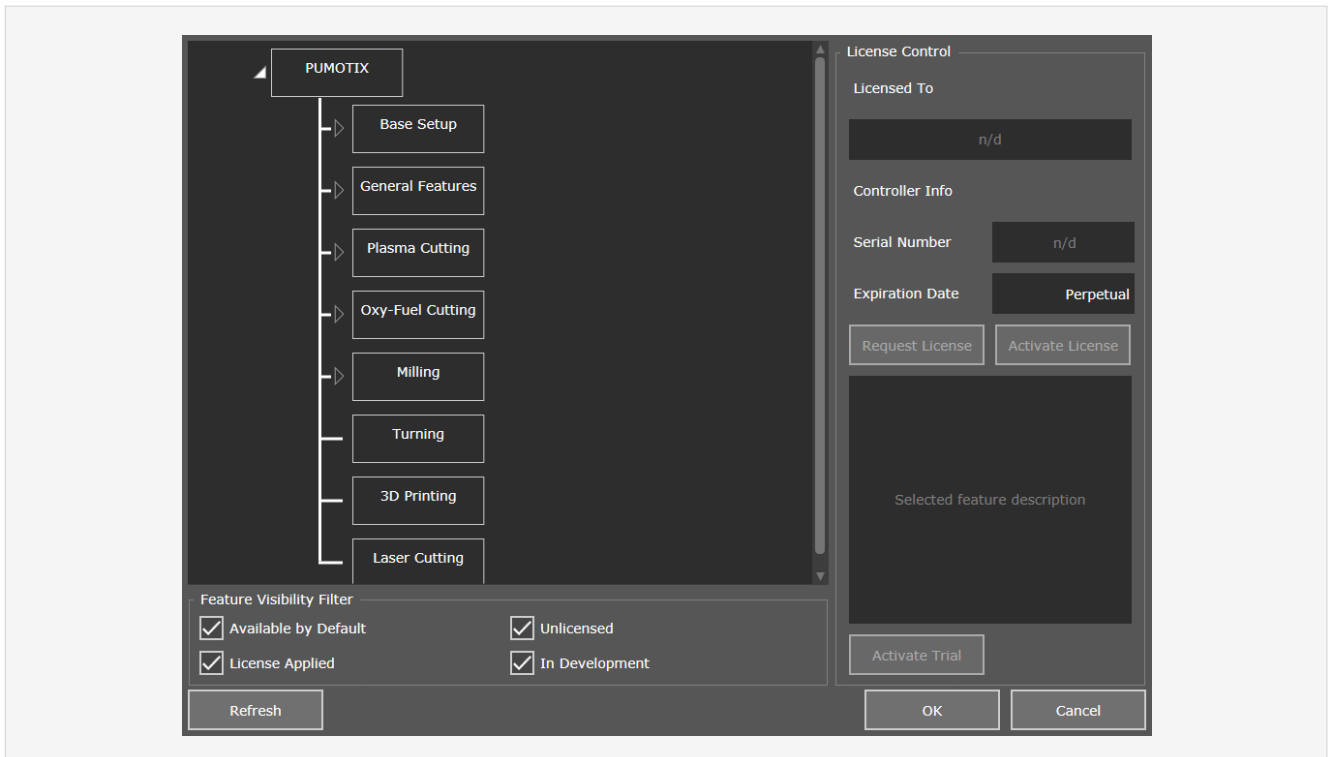 PUMOTIX
Base Setup
General Features
Plasma Cutting
Oxy-Fuel Cutting
Milling
Turning
3D Printing
Laser Cutting
Feature Visibility Filter
Available by Default
Unlicensed
License Applied
In Development
Refresh
License Control
Licensed To
n/d
Controller Info
Serial Number n/d
Expiration Date Perpetual
Request License Activate License
Selected feature description
Activate Trial
OK Cancel